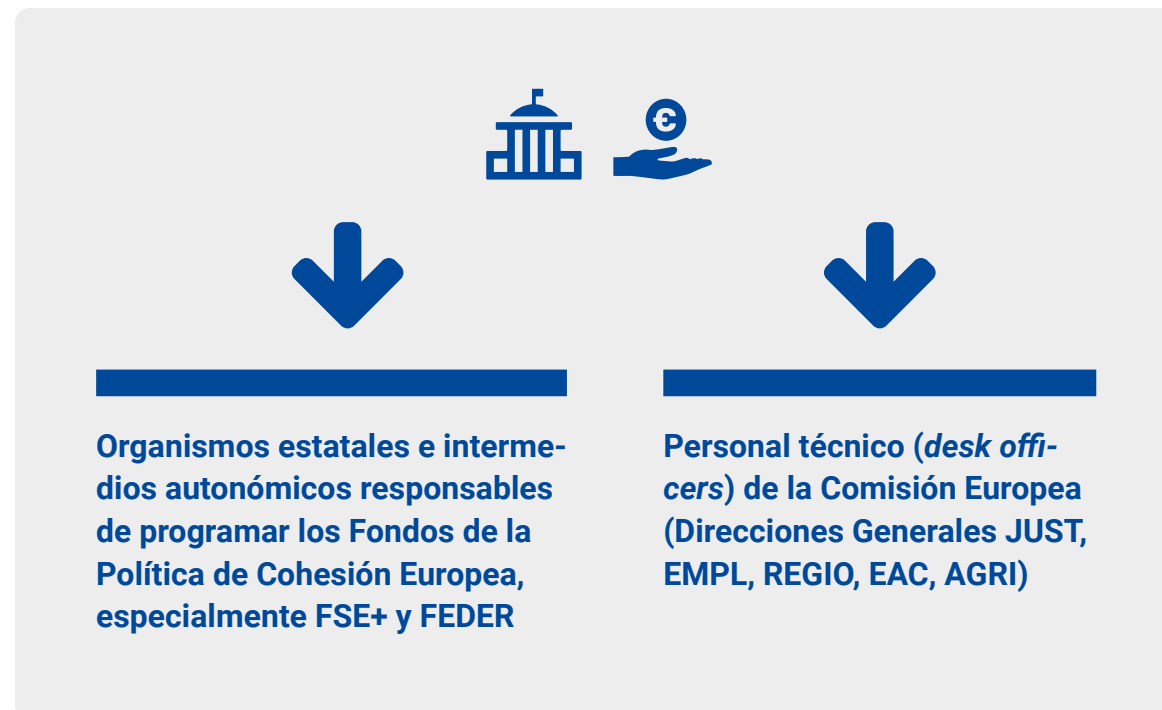 Organismos estatales e interme-
dios autonómicos responsables
de programar los Fondos de la
Política de Cohesión Europea,
especialmente FSE+ y FEDER
Personal técnico (desk offi-
cers) de la Comisión Europea
(Direcciones Generales JUST,
EMPL, REGIO, EAC, AGRI)